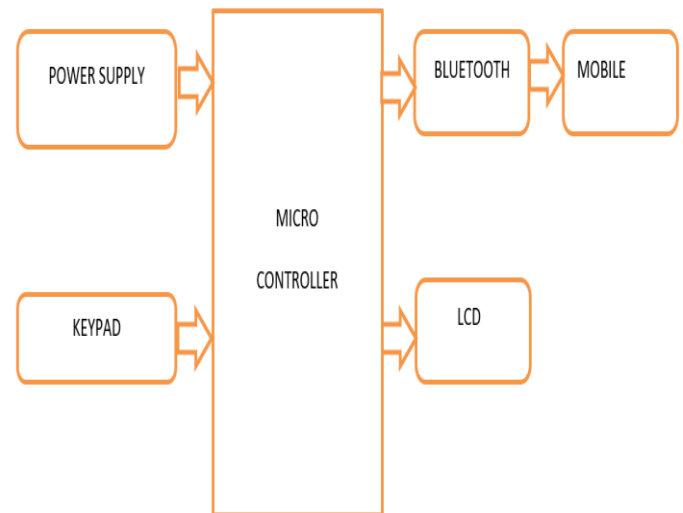 POWER SUPPLY
BLUETOOTH
MOBILE
MICRO
CONTROLLER
KEYPAD
LCD